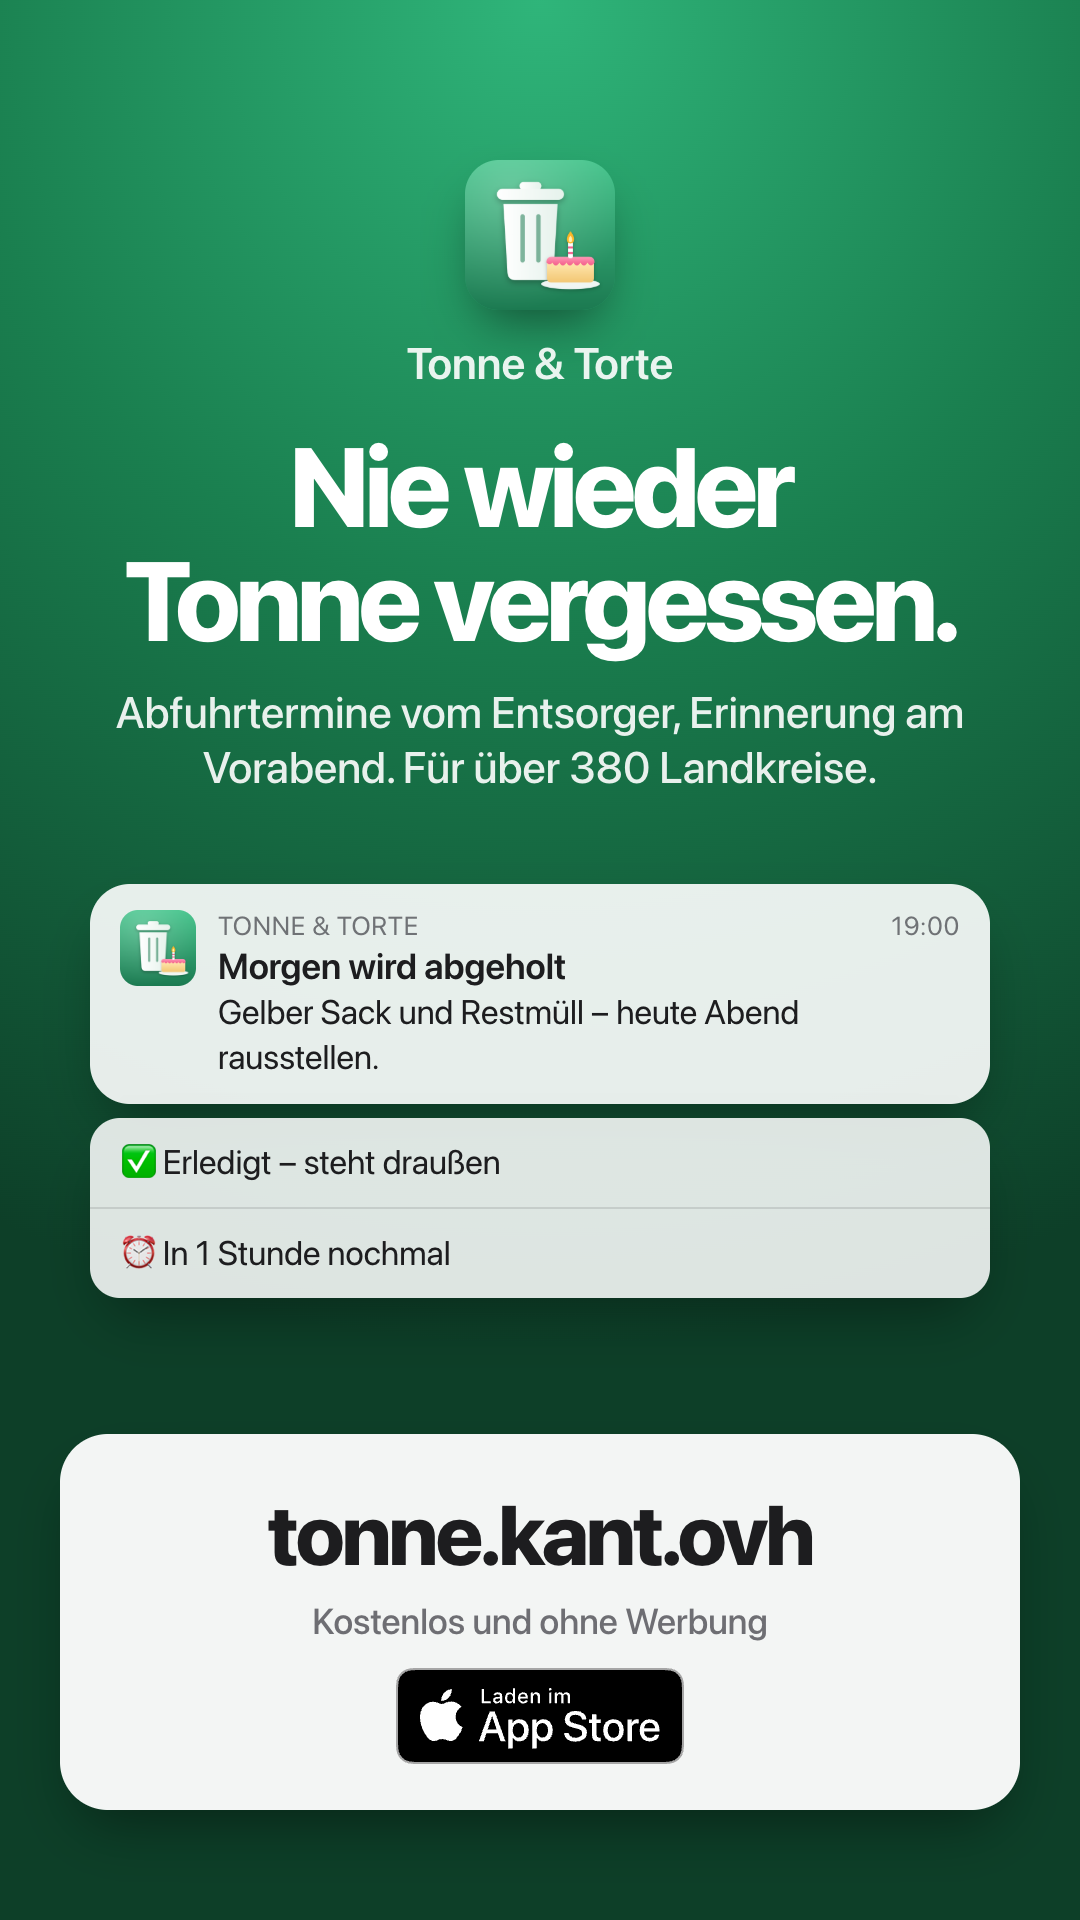 Tonne & Torte
Nie wieder
Tonne vergessen.
Abfuhrtermine vom Entsorger, Erinnerung am
Vorabend. Für über 380 Landkreise.
TONNE & TORTE 19:00
Morgen wird abgeholt
Gelber Sack und Restmüll – heute Abend
rausstellen.
✅ Erledigt – steht draußen
⏰ In 1 Stunde nochmal
tonne.kant.ovh
Kostenlos und ohne Werbung
Laden im
App Store